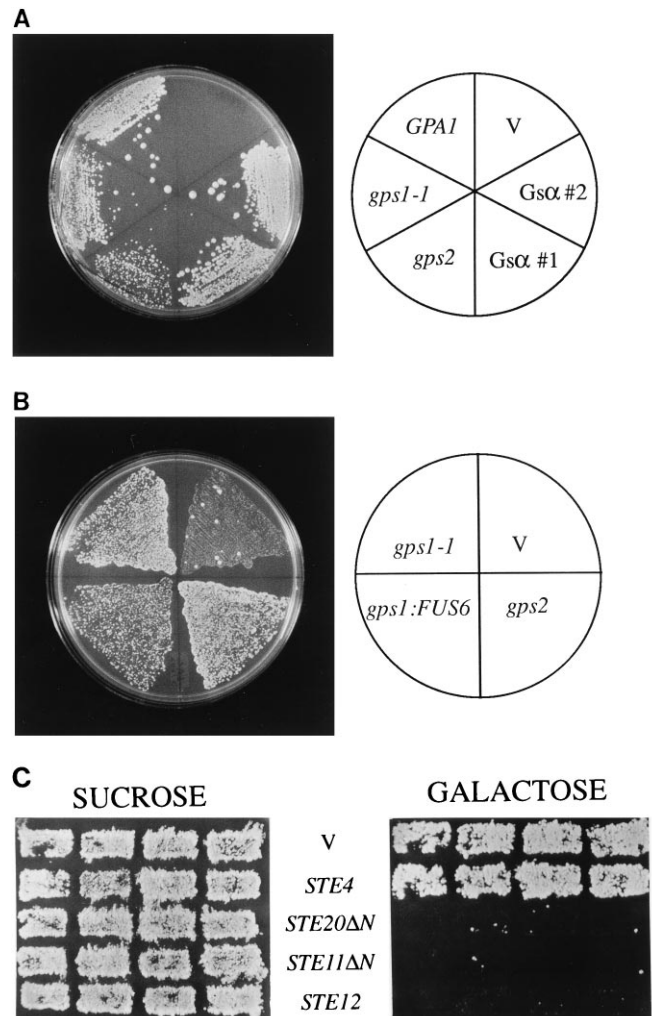 A
GPA1 V
gps1-1 Gsα #2
gps2 Gsα #1
B
gps1-1 V
gps1:FUS6 gps2
C
SUCROSE GALACTOSE
V
STE4
STE20ΔN
STE11ΔN
STE12